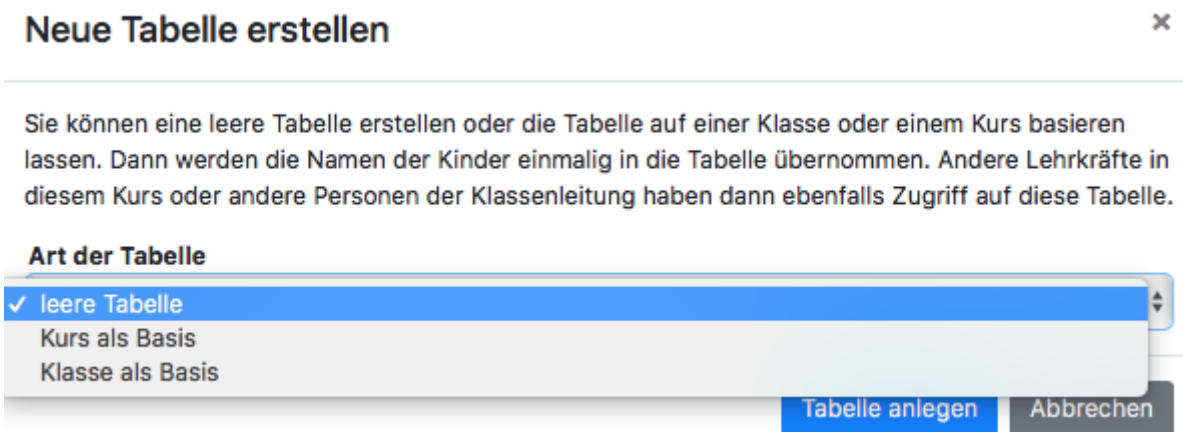 Neue Tabelle erstellen ×
Sie können eine leere Tabelle erstellen oder die Tabelle auf einer Klasse oder einem Kurs basieren
lassen. Dann werden die Namen der Kinder einmalig in die Tabelle übernommen. Andere Lehrkräfte in
diesem Kurs oder andere Personen der Klassenleitung haben dann ebenfalls Zugriff auf diese Tabelle.
Art der Tabelle
✓ leere Tabelle
Kurs als Basis
Klasse als Basis
Tabelle anlegen Abbrechen